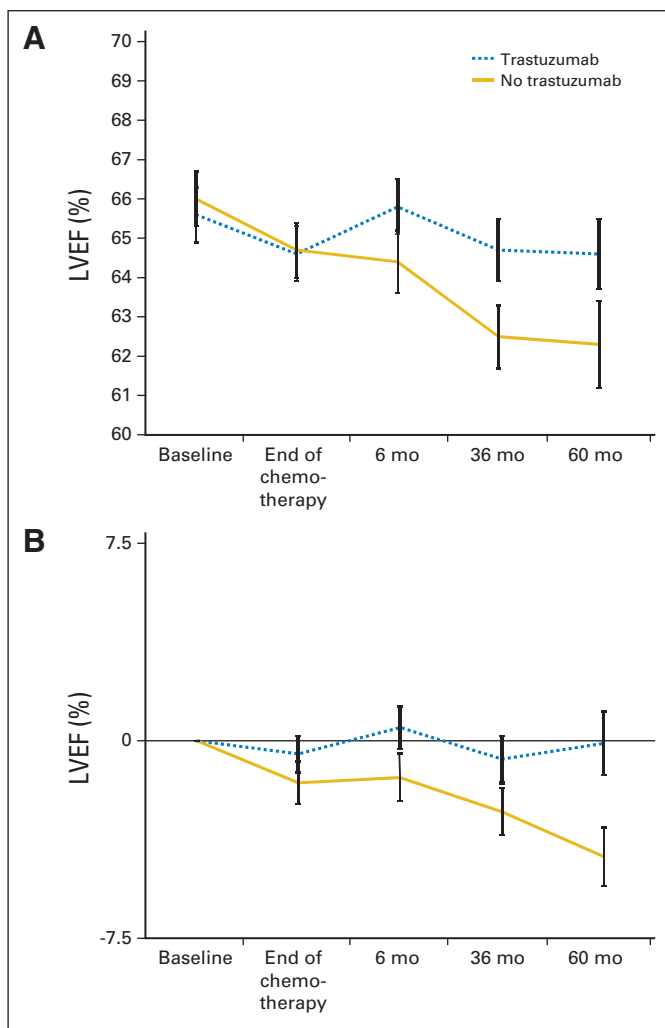 A
Trastuzumab
No trastuzumab
LVEF (%)
70
69
68
67
66
65
64
63
62
61
60
Baseline
End of
chemo-
therapy
6 mo
36 mo
60 mo
B
LVEF (%)
7.5
0
-7.5
Baseline
End of
chemo-
therapy
6 mo
36 mo
60 mo